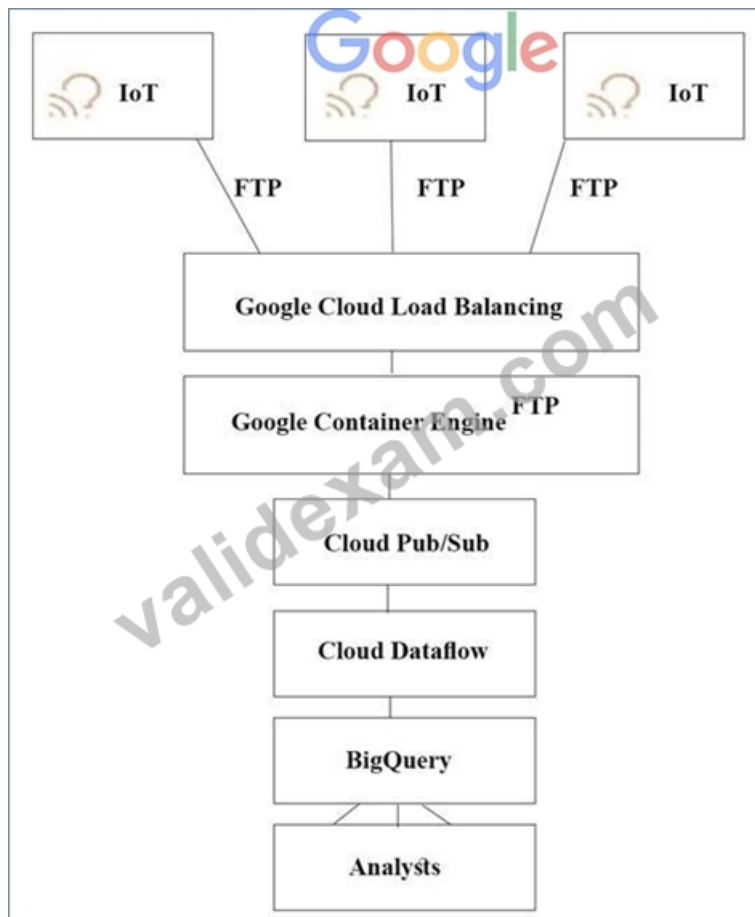 Google
IoT IoT IoT
FTP FTP FTP
Google Cloud Load Balancing
Google Container Engine FTP
Cloud Pub/Sub
Cloud Dataflow
BigQuery
Analysts
validexam.com